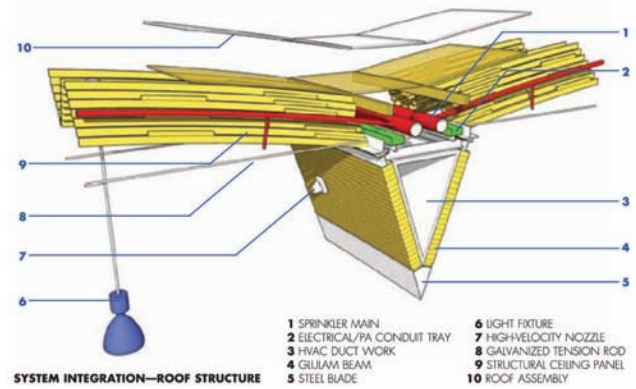 10
1
2
9
3
8
4
7
5
6
1 SPRINKLER MAIN
2 ELECTRICAL/PA CONDUIT TRAY
3 HVAC DUCT WORK
4 GLULAM BEAM
5 STEEL BLADE
6 LIGHT FIXTURE
7 HIGH-VELOCITY NOZZLE
8 GALVANIZED TENSION ROD
9 STRUCTURAL CEILING PANEL
10 ROOF ASSEMBLY
SYSTEM INTEGRATION—ROOF STRUCTURE